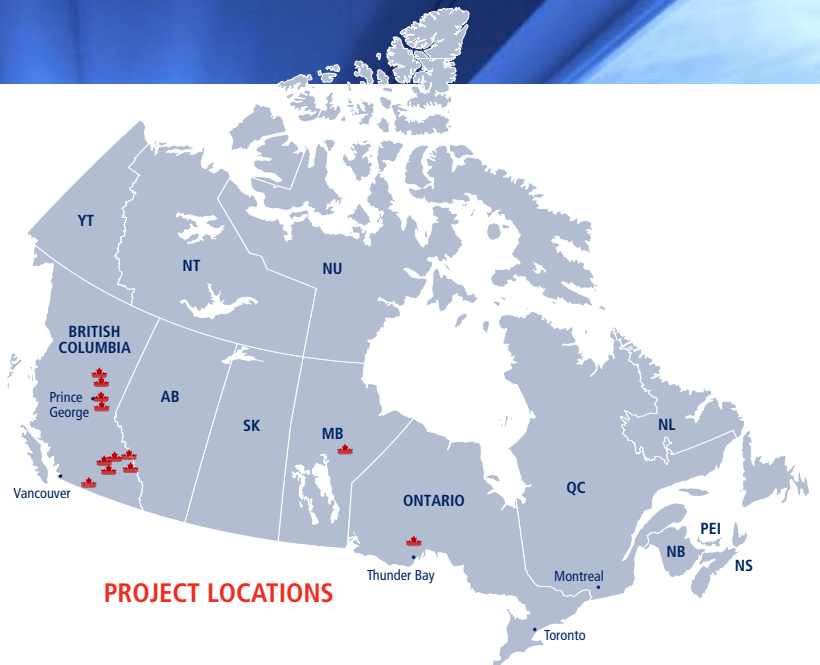 YT
NT
NU
BRITISH
COLUMBIA
Prince
George
AB
SK
MB
NL
Vancouver
ONTARIO
QC
PEI
NB
NS
Thunder Bay
Montreal
PROJECT LOCATIONS
Toronto